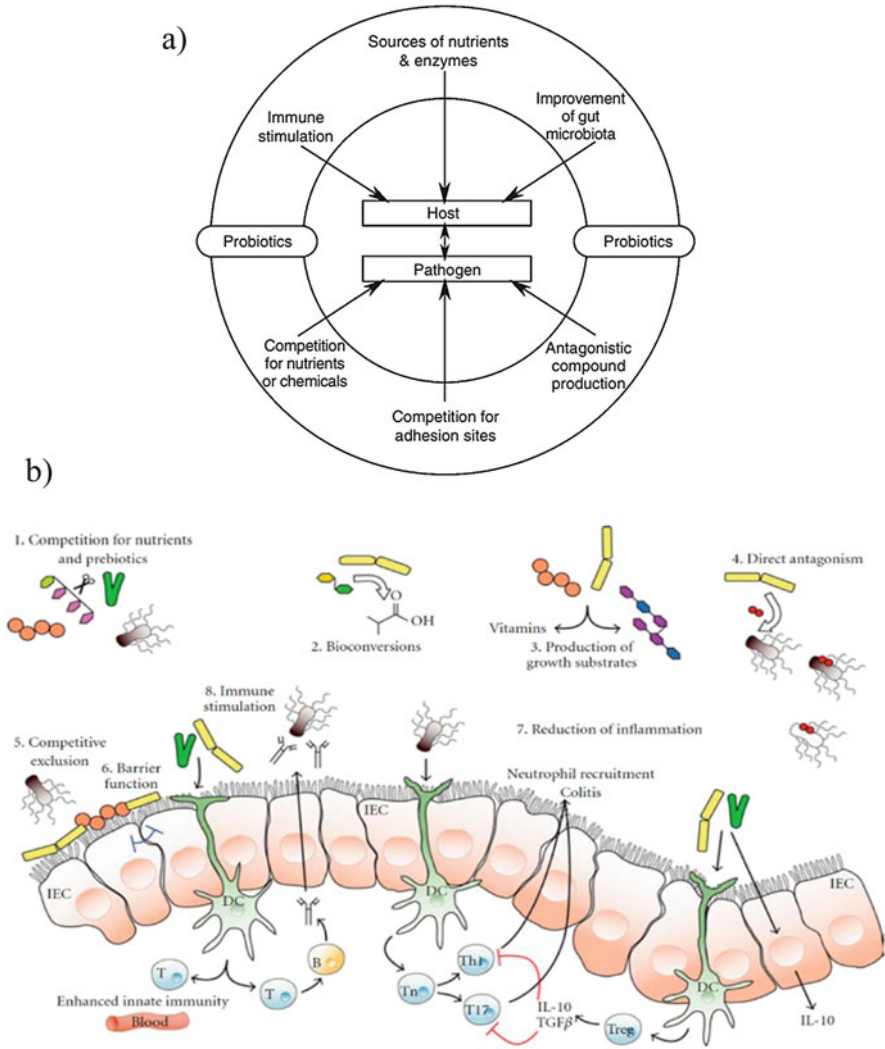 a)
Sources of nutrients
& enzymes
Immune
stimulation
Improvement
of gut
microbiota
Host
Probiotics
Probiotics
Pathogen
Competition
for nutrients
or chemicals
Antagonistic
compound
production
Competition for
adhesion sites
b)
1. Competition for nutrients
and prebiotics
O
OH
2. Bioconversions
Vitamins
3. Production of
growth substrates
4. Direct antagonism
8. Immune
stimulation
5. Competitive
exclusion
6. Barrier
function
7. Reduction of inflammation
Neutrophil recruitment
Colitis
IEC
IEC
IEC
DC
DC
DC
T
T
B
Enhanced innate immunity
Blood
Tn
Th1
T17
IL-10
TGFβ
Treg
IL-10